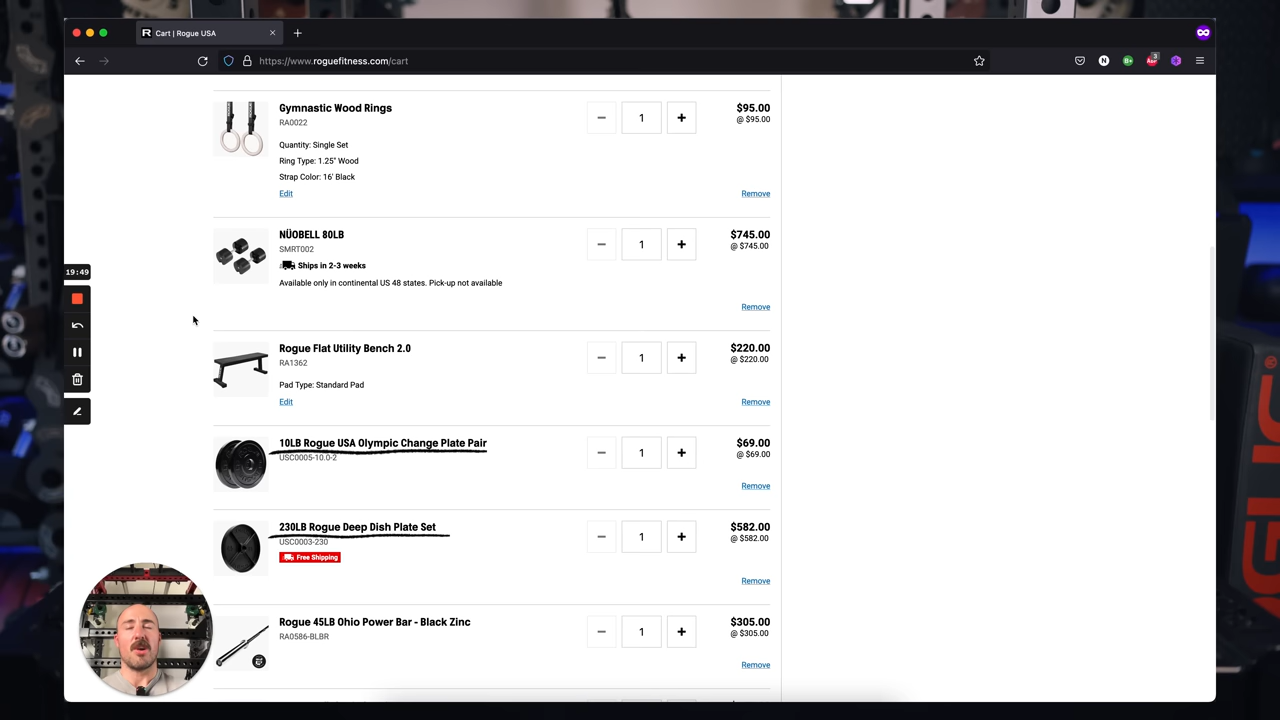 Cart | Rogue USA
https://www.roguefitness.com/cart
N
B+
3
Gymnastic Wood Rings
RA0022
Quantity: Single Set
Ring Type: 1.25" Wood
Strap Color: 16' Black
Edit
1
$95.00
@ $95.00
Remove
NÜOBELL 80LB
SMRT002
Ships in 2-3 weeks
Available only in continental US 48 states. Pick-up not available
1
$745.00
@ $745.00
Remove
19:49
Rogue Flat Utility Bench 2.0
RA1362
Pad Type: Standard Pad
Edit
1
$220.00
@ $220.00
Remove
10LB Rogue USA Olympic Change Plate Pair
USC0005-10.0-2
1
$69.00
@ $69.00
Remove
230LB Rogue Deep Dish Plate Set
USC0003-230
Free Shipping
1
$582.00
@ $582.00
Remove
Rogue 45LB Ohio Power Bar - Black Zinc
RA0586-BLBR
1
$305.00
@ $305.00
Remove